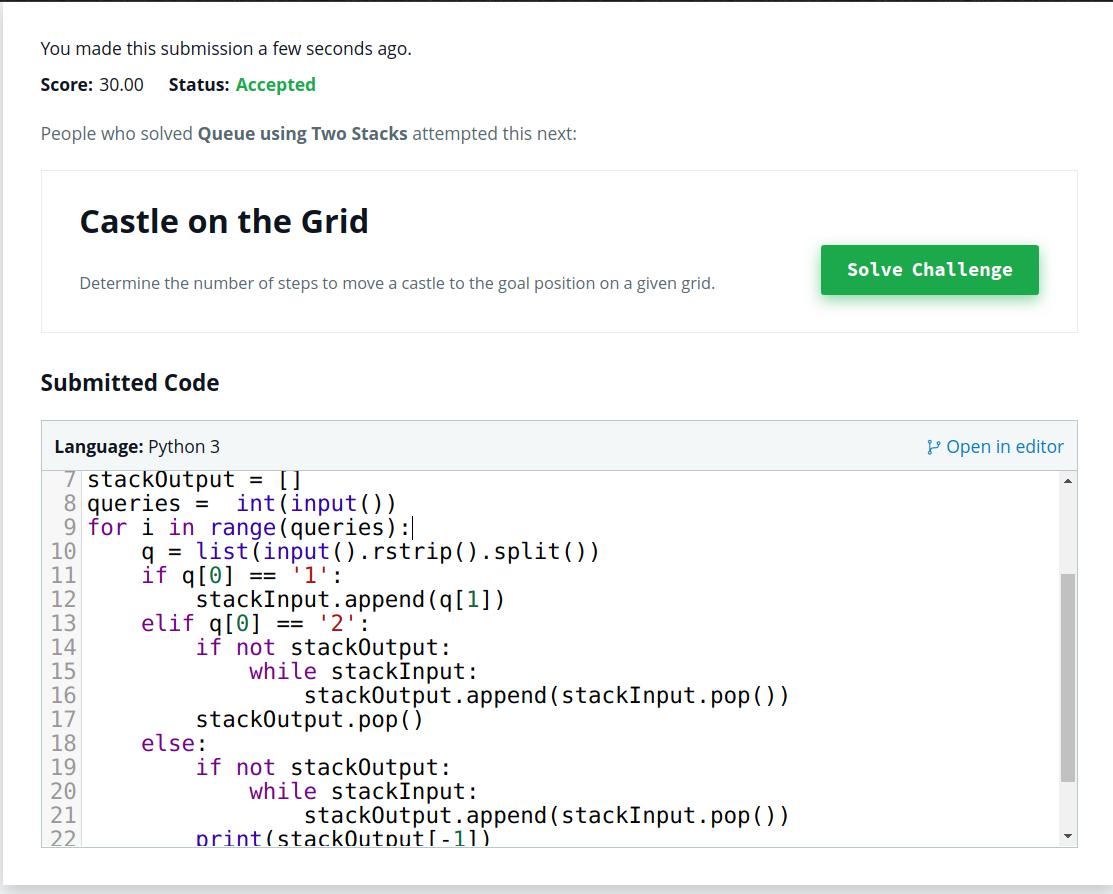 You made this submission a few seconds ago.
Score: 30.00 Status: Accepted
People who solved Queue using Two Stacks attempted this next:
Castle on the Grid
Determine the number of steps to move a castle to the goal position on a given grid.
Solve Challenge
Submitted Code
Language: Python 3
Open in editor
7 stackOutput = []
8 queries =  int(input())
9 for i in range(queries):
10     q = list(input().rstrip().split())
11     if q[0] == '1':
12         stackInput.append(q[1])
13     elif q[0] == '2':
14         if not stackOutput:
15             while stackInput:
16                 stackOutput.append(stackInput.pop())
17         stackOutput.pop()
18     else:
19         if not stackOutput:
20             while stackInput:
21                 stackOutput.append(stackInput.pop())
22         print(stackOutput[-1])